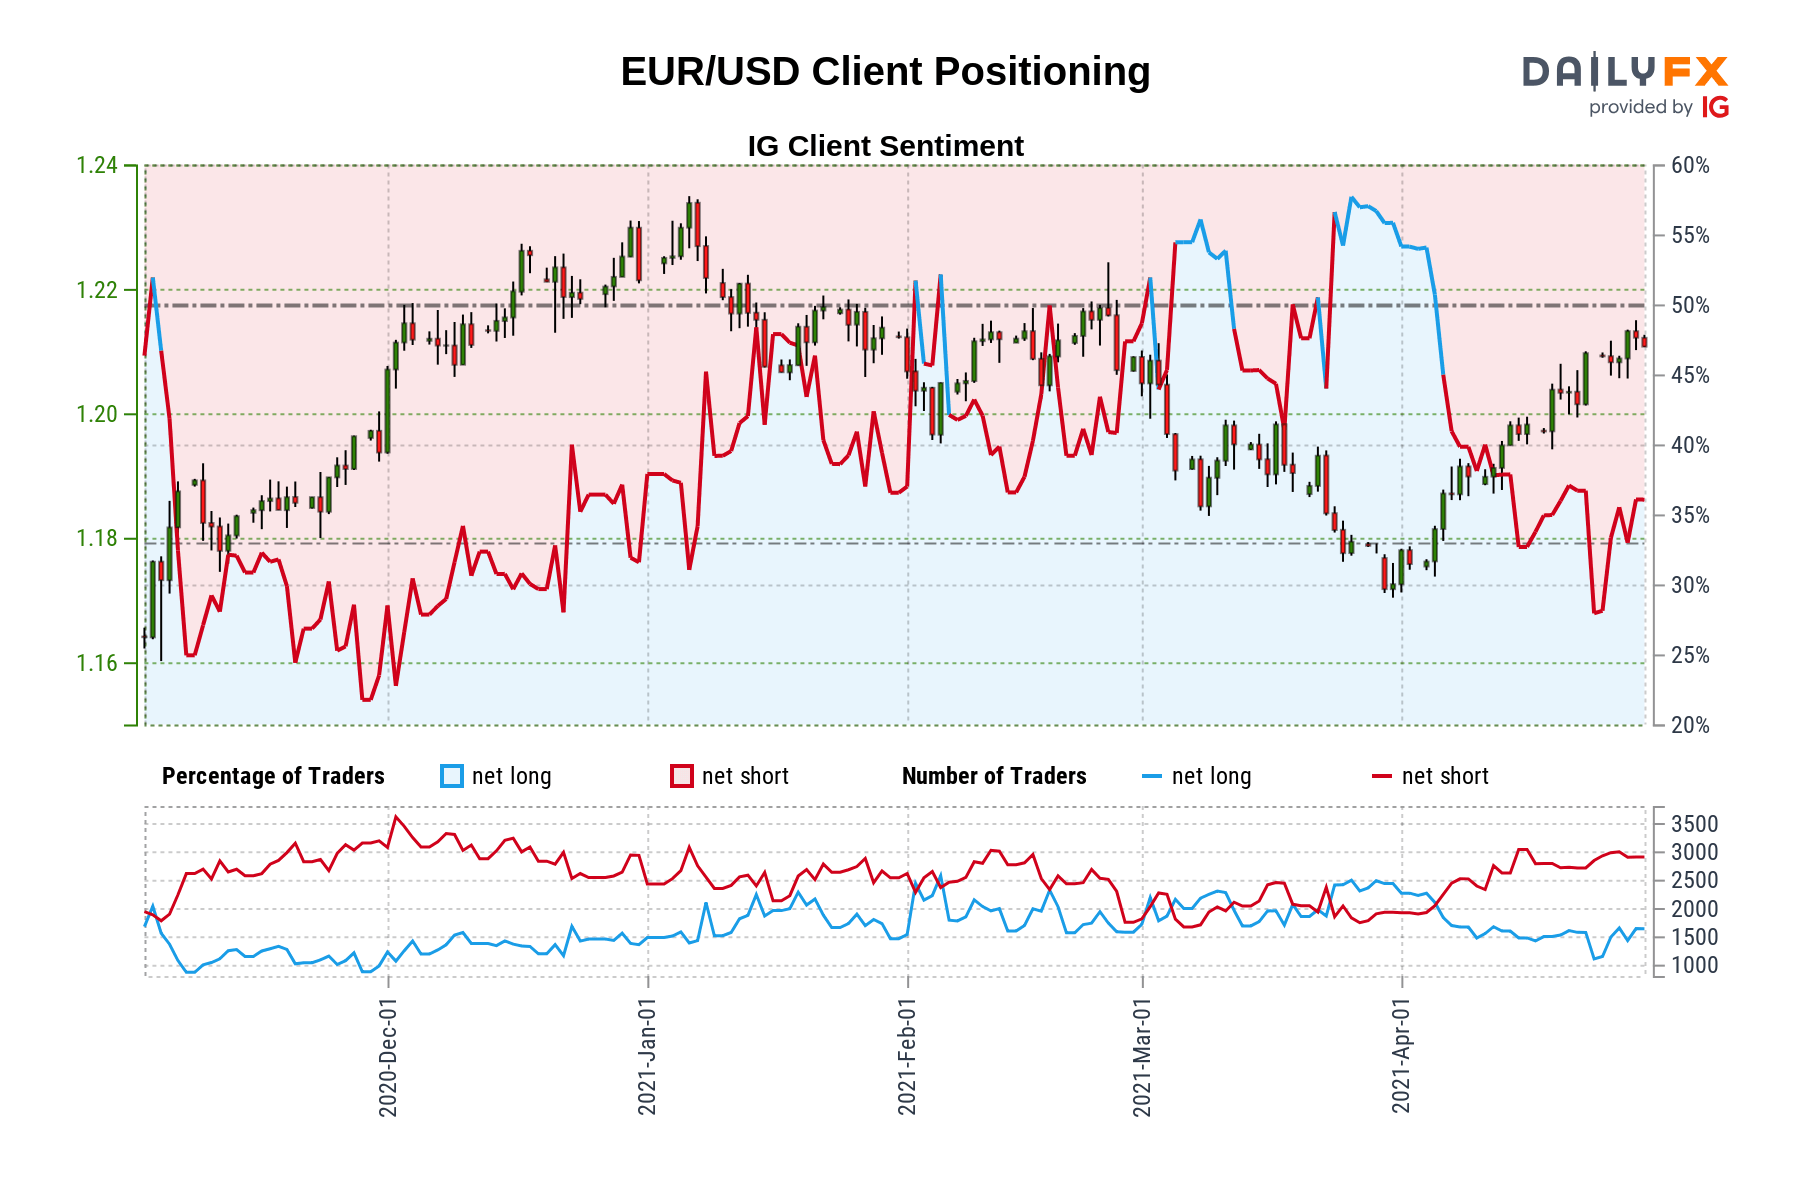 EUR/USD Client Positioning
DAILYFX
provided by IG
IG Client Sentiment
1.24
1.22
1.20
1.18
1.16
60%
55%
50%
45%
40%
35%
30%
25%
20%
Percentage of Traders net long net short Number of Traders net long net short
3500
3000
2500
2000
1500
1000
2020-Dec-01
2021-Jan-01
2021-Feb-01
2021-Mar-01
2021-Apr-01